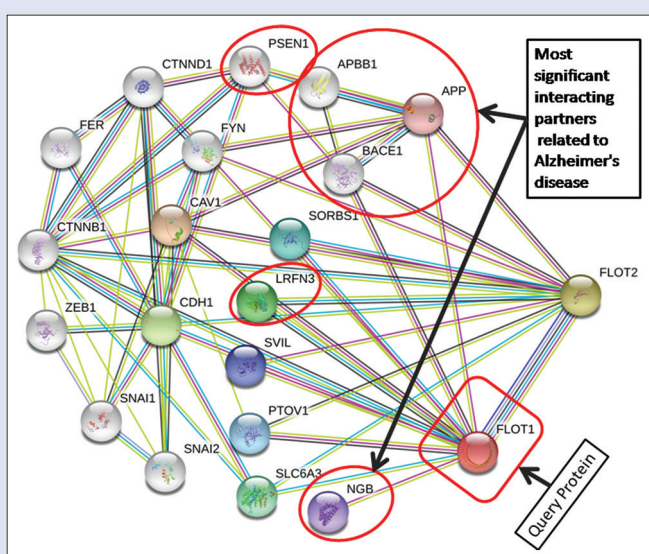 PSEN1
CTNND1
APBB1
APP
FER
FYN
BACE1
CAV1
SORBS1
CTNNB1
LRFN3
FLOT2
ZEB1
CDH1
SVIL
SNAI1
PTOV1
FLOT1
SNAI2
SLC6A3
NGB
Most
significant
interacting
partners
related to
Alzheimer's
disease
Query Protein